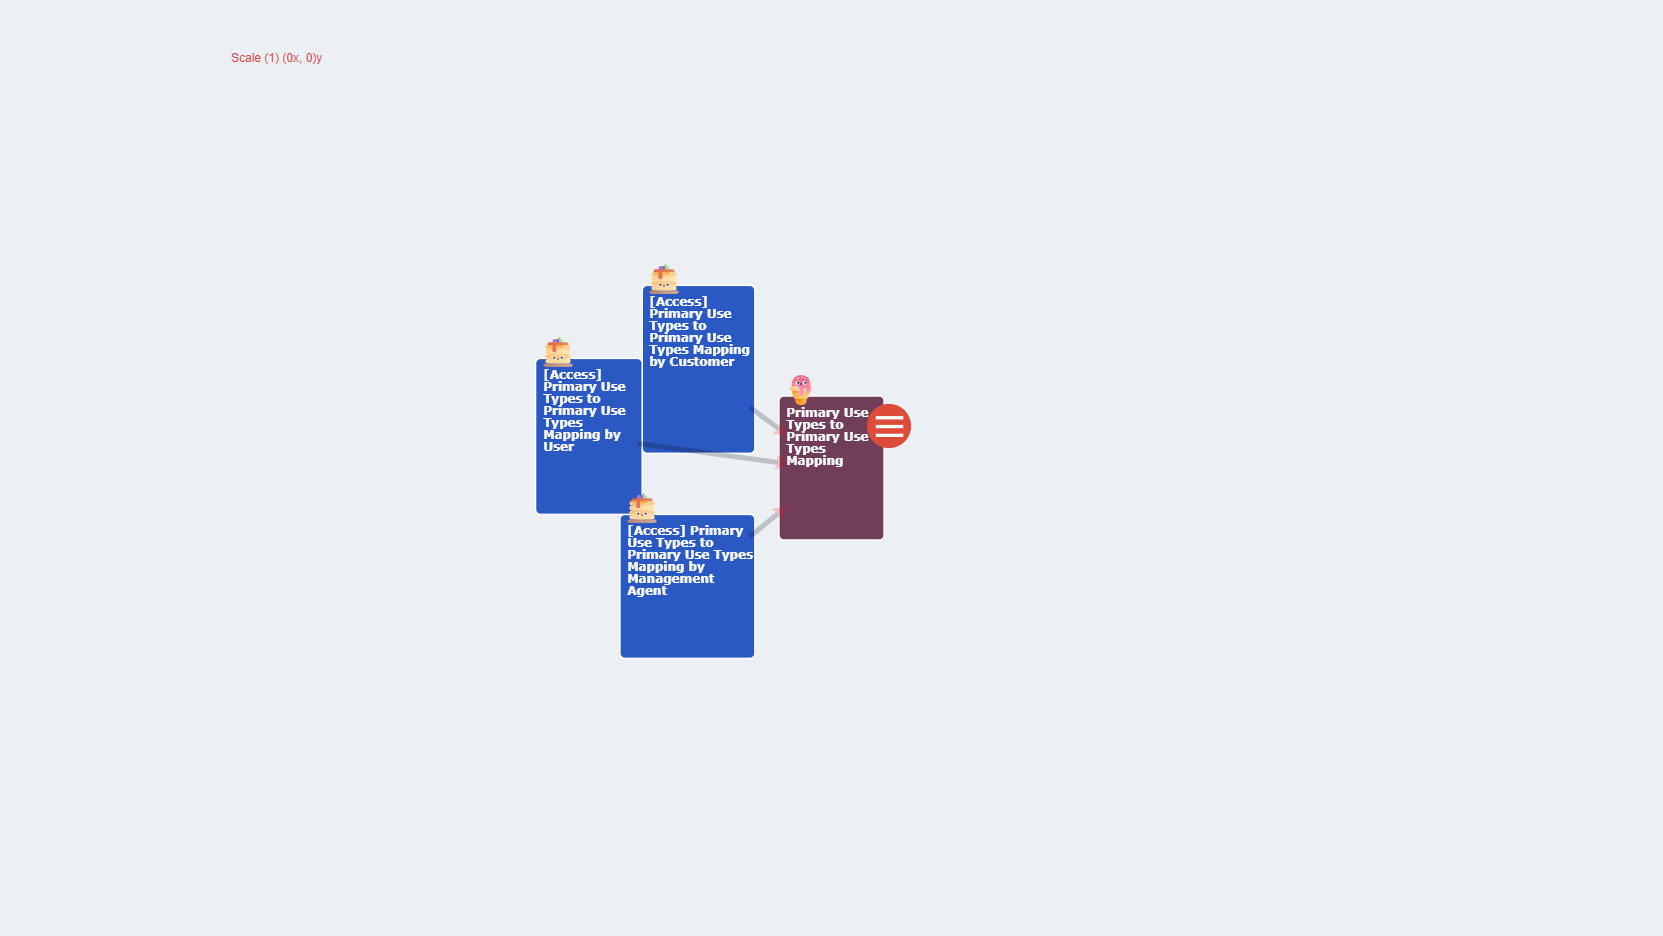 Scale (1) (0x, 0)y
[Access]
Primary Use
Types to
Primary Use
Types Mapping
by Customer
[Access]
Primary Use
Types to
Primary Use
Types
Mapping by
User
Primary Use
Types to
Primary Use
Types
Mapping
[Access] Primary
Use Types to
Primary Use Types
Mapping by
Management
Agent